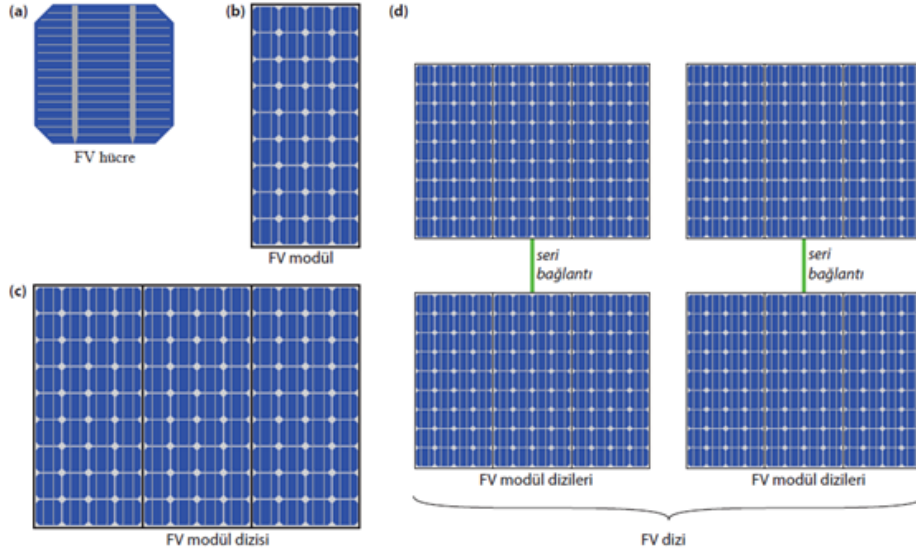 (a)
FV hücre
(b)
FV modül
(c)
FV modül dizisi
(d)
seri
bağlantı
seri
bağlantı
FV modül dizileri
FV modül dizileri
FV dizi